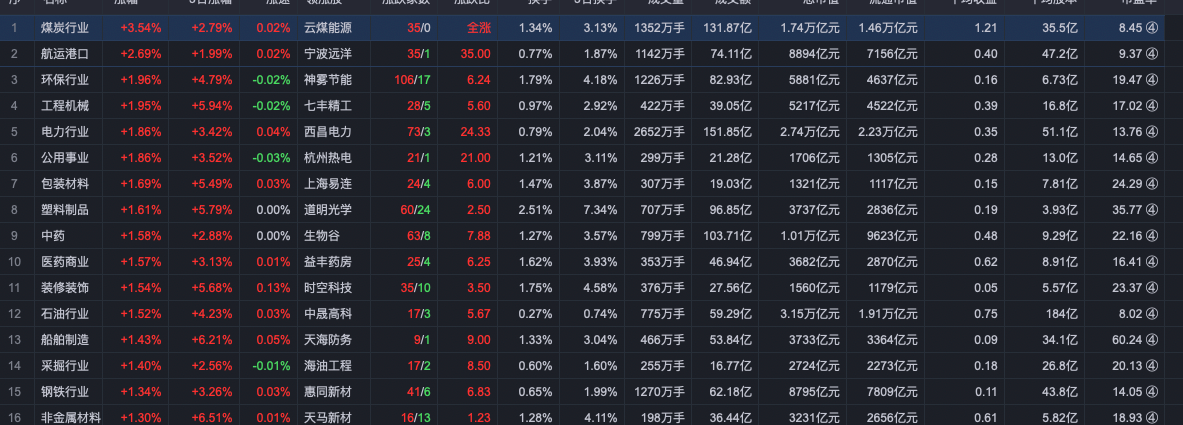 序 名称 涨幅 3日涨幅 涨速 领涨股 涨跌家数 涨跌比 换手 3日换手 成交量 成交额 总市值 流通市值 平均收益 平均股本 市盈率
1 煤炭行业 +3.54% +2.79% 0.02% 云煤能源 35/0 全涨 1.34% 3.13% 1352万手 131.87亿 1.74万亿元 1.46万亿元 1.21 35.5亿 8.45 ④
2 航运港口 +2.69% +1.99% 0.02% 宁波远洋 35/1 35.00 0.77% 1.87% 1142万手 74.11亿 8894亿元 7156亿元 0.40 47.2亿 9.37 ④
3 环保行业 +1.96% +4.79% -0.02% 神雾节能 106/17 6.24 1.79% 4.18% 1226万手 82.93亿 5881亿元 4637亿元 0.16 6.73亿 19.47 ④
4 工程机械 +1.95% +5.94% -0.02% 七丰精工 28/5 5.60 0.97% 2.92% 422万手 39.05亿 5217亿元 4522亿元 0.39 16.8亿 17.02 ④
5 电力行业 +1.86% +3.42% 0.04% 西昌电力 73/3 24.33 0.79% 2.04% 2652万手 151.85亿 2.74万亿元 2.23万亿元 0.35 51.1亿 13.76 ④
6 公用事业 +1.86% +3.52% -0.03% 杭州热电 21/1 21.00 1.21% 3.11% 299万手 21.28亿 1706亿元 1305亿元 0.28 13.0亿 14.65 ④
7 包装材料 +1.69% +5.49% 0.03% 上海易连 24/4 6.00 1.47% 3.87% 307万手 19.03亿 1321亿元 1117亿元 0.15 7.81亿 24.29 ④
8 塑料制品 +1.61% +5.79% 0.00% 道明光学 60/24 2.50 2.51% 7.34% 707万手 96.85亿 3737亿元 2836亿元 0.19 3.93亿 35.77 ④
9 中药 +1.58% +2.88% 0.00% 生物谷 63/8 7.88 1.27% 3.57% 799万手 103.71亿 1.01万亿元 9623亿元 0.48 9.29亿 22.16 ④
10 医药商业 +1.57% +3.13% 0.01% 益丰药房 25/4 6.25 1.62% 3.93% 353万手 46.94亿 3682亿元 2870亿元 0.62 8.91亿 16.41 ④
11 装修装饰 +1.54% +5.68% 0.13% 时空科技 35/10 3.50 1.75% 4.58% 376万手 27.56亿 1560亿元 1179亿元 0.05 5.57亿 23.37 ④
12 石油行业 +1.52% +4.23% 0.03% 中晟高科 17/3 5.67 0.27% 0.74% 775万手 59.29亿 3.15万亿元 1.91万亿元 0.75 184亿 8.02 ④
13 船舶制造 +1.43% +6.21% 0.05% 天海防务 9/1 9.00 1.33% 3.04% 466万手 53.84亿 3733亿元 3364亿元 0.09 34.1亿 60.24 ④
14 采掘行业 +1.40% +2.56% -0.01% 海油工程 17/2 8.50 0.60% 1.60% 255万手 16.77亿 2724亿元 2273亿元 0.18 26.8亿 20.13 ④
15 钢铁行业 +1.34% +3.26% 0.03% 惠同新材 41/6 6.83 0.65% 1.99% 1270万手 62.18亿 8795亿元 7809亿元 0.11 43.8亿 14.05 ④
16 非金属材料 +1.30% +6.51% 0.01% 天马新材 16/13 1.23 1.28% 4.11% 198万手 36.44亿 3231亿元 2656亿元 0.61 5.82亿 18.93 ④